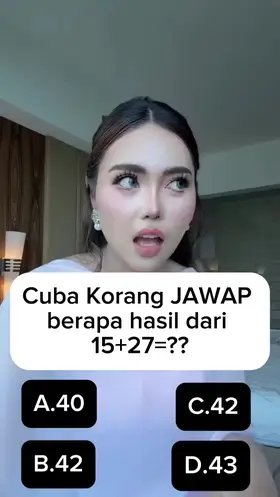 Cuba Korang JAWAP
berapa hasil dari
15+27=??
A.40
C.42
B.42
D.43